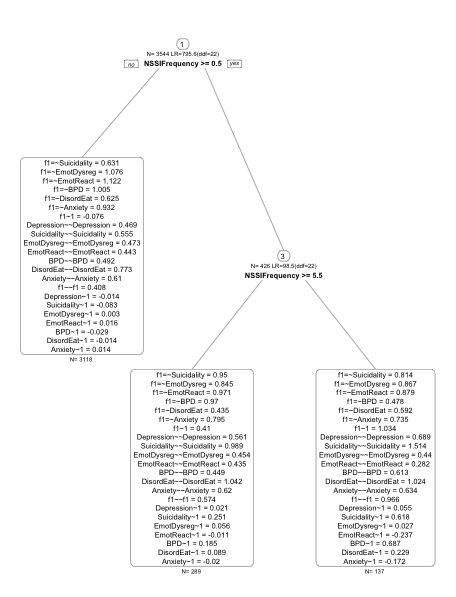 1
N= 3544 LR=795.6(ddf=22)
no NSSIFrequency >= 0.5 yes
f1=~Suicidality = 0.631
f1=~EmotDysreg = 1.076
f1=~EmotReact = 1.122
f1=~BPD = 1.005
f1=~DisordEat = 0.625
f1=~Anxiety = 0.932
f1~1 = -0.076
Depression~~Depression = 0.469
Suicidality~~Suicidality = 0.555
EmotDysreg~~EmotDysreg = 0.473
EmotReact~~EmotReact = 0.443
BPD~~BPD = 0.492
DisordEat~~DisordEat = 0.773
Anxiety~~Anxiety = 0.61
f1~~f1 = 0.408
Depression~1 = -0.014
Suicidality~1 = -0.083
EmotDysreg~1 = 0.003
EmotReact~1 = 0.016
BPD~1 = -0.029
DisordEat~1 = -0.014
Anxiety~1 = 0.014
N= 3118
3
N= 426 LR=98.5(ddf=22)
NSSIFrequency >= 5.5
f1=~Suicidality = 0.95
f1=~EmotDysreg = 0.845
f1=~EmotReact = 0.971
f1=~BPD = 0.97
f1=~DisordEat = 0.435
f1=~Anxiety = 0.795
f1~1 = 0.41
Depression~~Depression = 0.561
Suicidality~~Suicidality = 0.989
EmotDysreg~~EmotDysreg = 0.454
EmotReact~~EmotReact = 0.435
BPD~~BPD = 0.449
DisordEat~~DisordEat = 1.042
Anxiety~~Anxiety = 0.62
f1~~f1 = 0.574
Depression~1 = 0.021
Suicidality~1 = 0.251
EmotDysreg~1 = 0.056
EmotReact~1 = -0.011
BPD~1 = 0.185
DisordEat~1 = 0.089
Anxiety~1 = -0.02
N= 289
f1=~Suicidality = 0.814
f1=~EmotDysreg = 0.867
f1=~EmotReact = 0.879
f1=~BPD = 0.478
f1=~DisordEat = 0.592
f1=~Anxiety = 0.735
f1~1 = 1.034
Depression~~Depression = 0.689
Suicidality~~Suicidality = 1.514
EmotDysreg~~EmotDysreg = 0.44
EmotReact~~EmotReact = 0.282
BPD~~BPD = 0.613
DisordEat~~DisordEat = 1.024
Anxiety~~Anxiety = 0.634
f1~~f1 = 0.966
Depression~1 = 0.055
Suicidality~1 = 0.618
EmotDysreg~1 = 0.027
EmotReact~1 = -0.237
BPD~1 = 0.687
DisordEat~1 = 0.229
Anxiety~1 = -0.172
N= 137